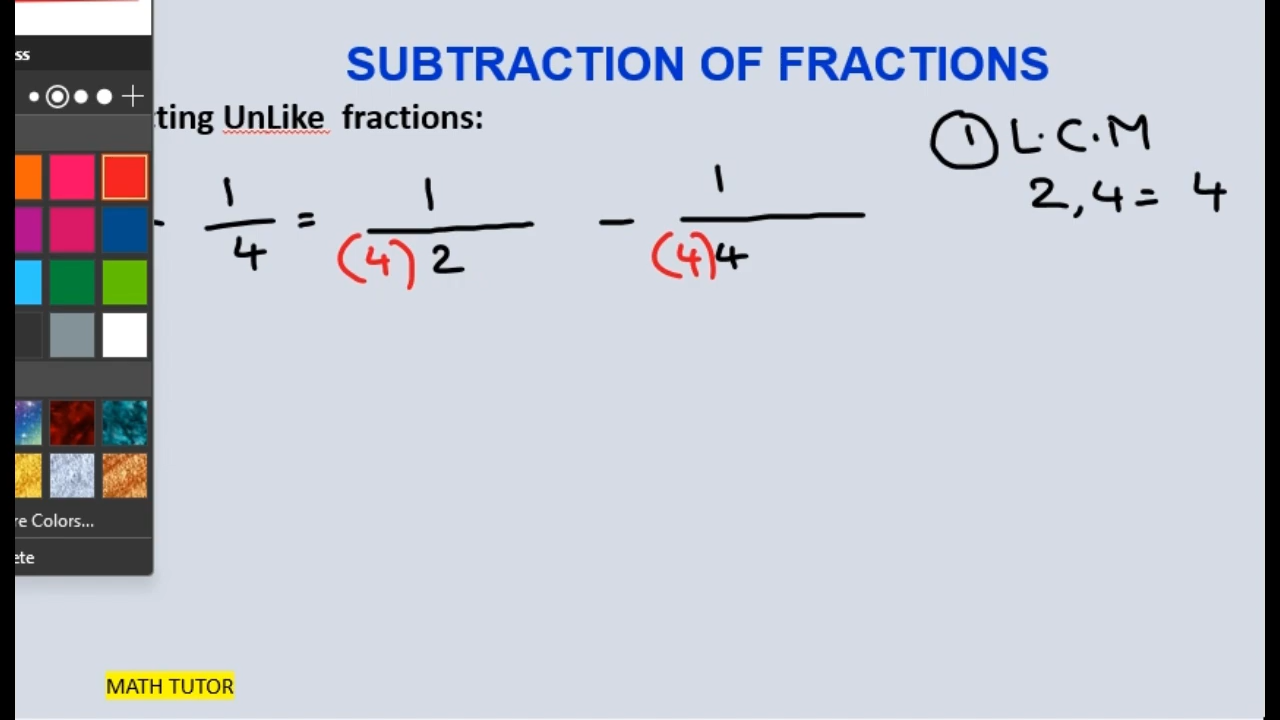 ss
SUBTRACTION OF FRACTIONS
cting UnLike fractions:
① L.C.M
2,4 = 4
- 1/4 = 1/(4) 2 - 1/(4)4
re Colors...
ete
MATH TUTOR